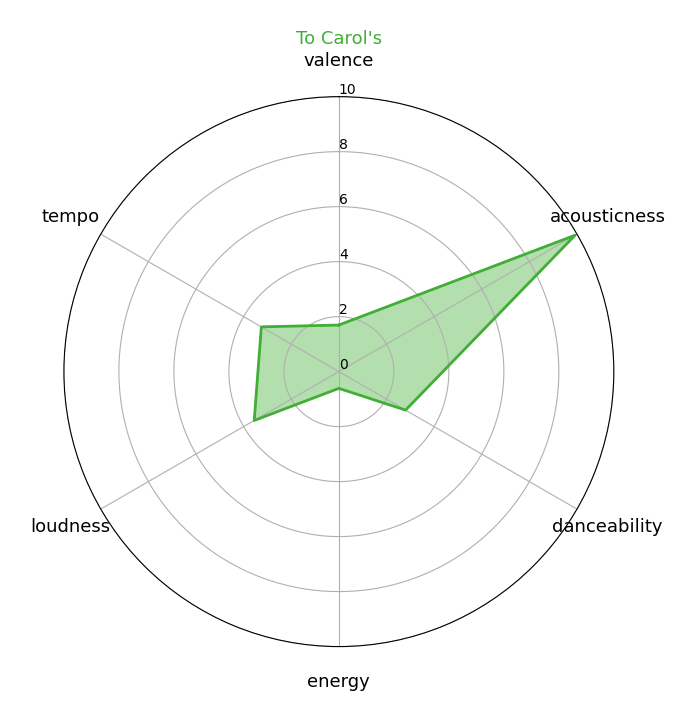 To Carol's
valence
10
8
6
4
2
0
tempo
acousticness
loudness
danceability
energy